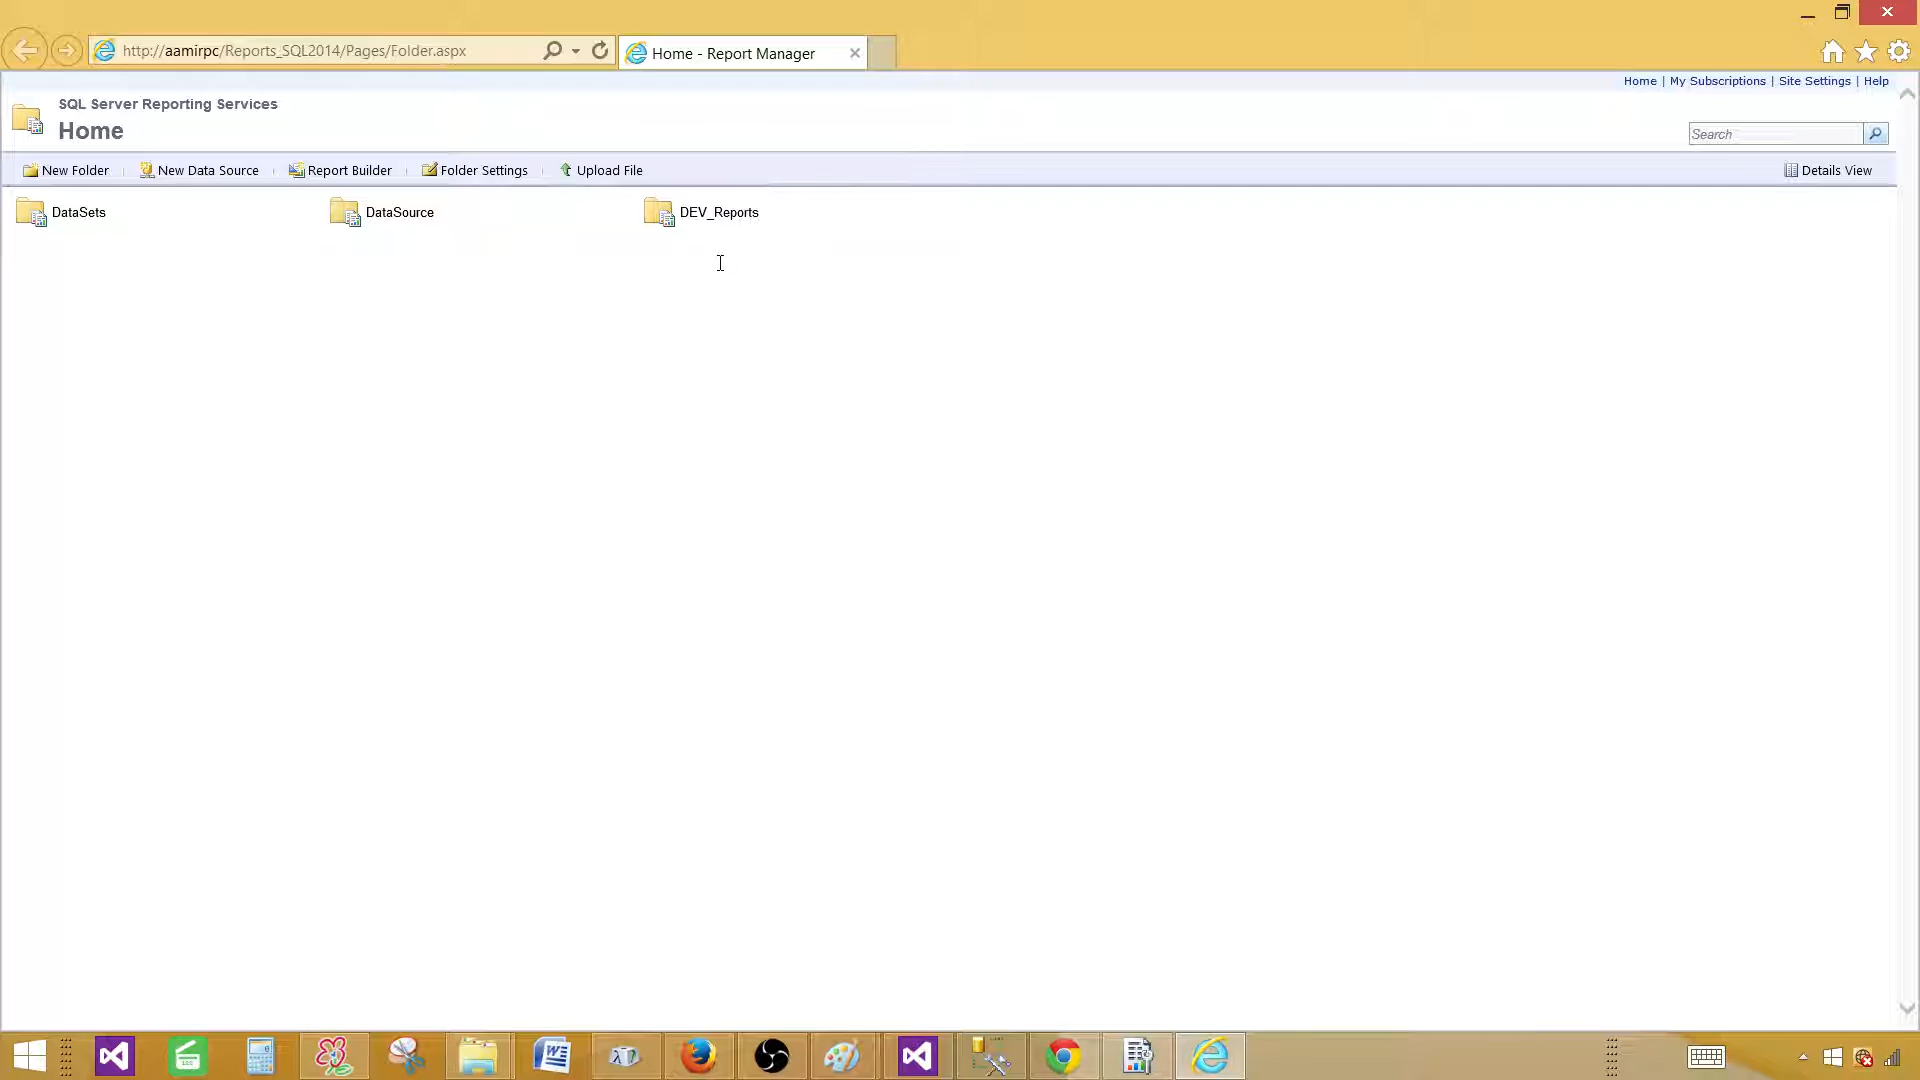 http://aamirpc/Reports_SQL2014/Pages/Folder.aspx
Home - Report Manager
Home | My Subscriptions | Site Settings | Help
SQL Server Reporting Services
Home
Search
New Folder
New Data Source
Report Builder
Folder Settings
Upload File
Details View
DataSets
DataSource
DEV_Reports